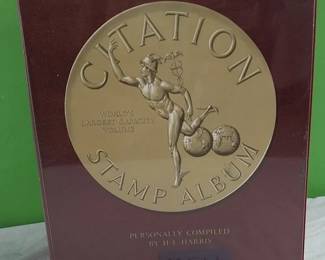 CITATION
WORLD'S
LARGEST CAPACITY
VOLUME
STAMP ALBUM
PERSONALLY COMPILED
BY H.E. HARRIS